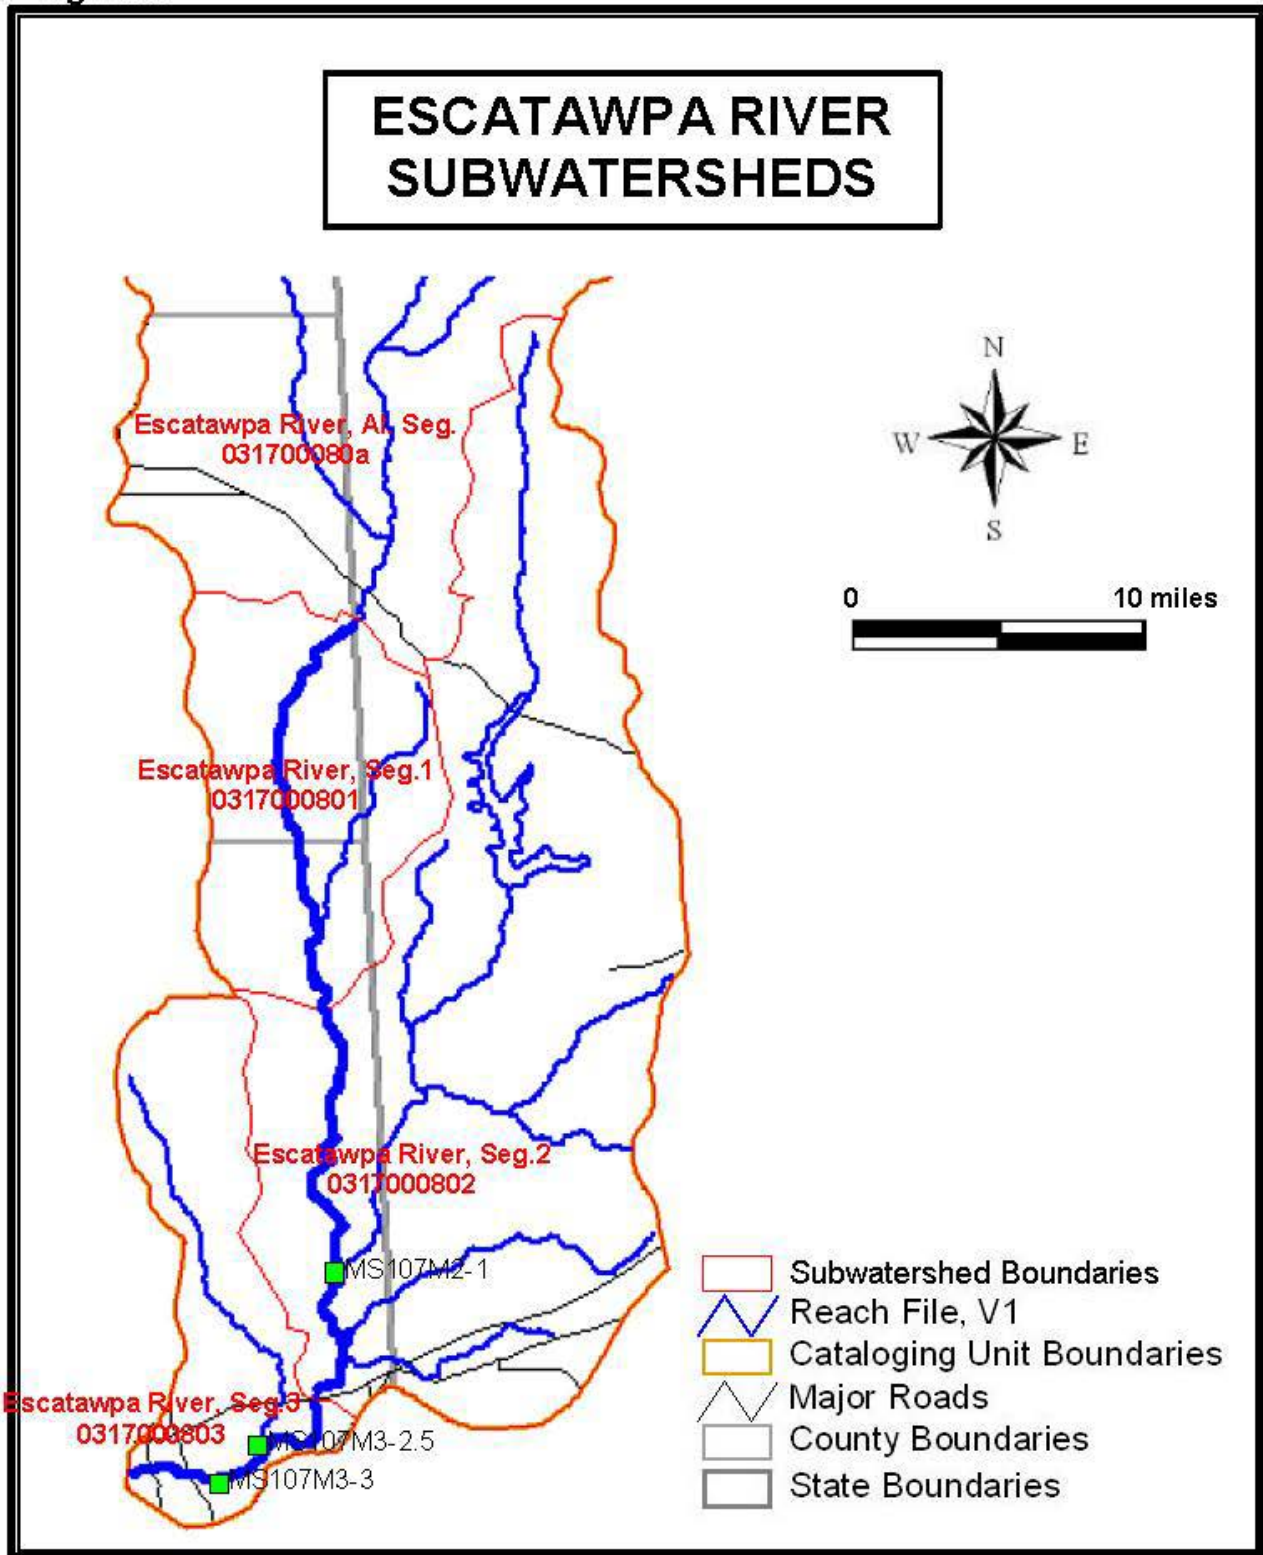 ESCATAWPA RIVER
SUBWATERSHEDS
N
W
E
S
Escatawpa River, Al. Seg.
031700080a
0
10 miles
Escatawpa River, Seg.1
0317000801
Escatawpa River, Seg.2
0317000802
MS107M2-1
Escatawpa River, Seg.3
0317000803
MS107M3-2.5
MS107M3-3
Subwatershed Boundaries
Reach File, V1
Cataloging Unit Boundaries
Major Roads
County Boundaries
State Boundaries